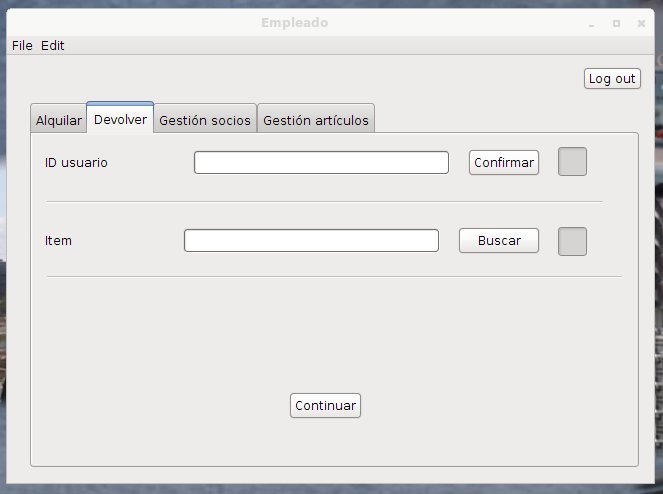 Empleado
File Edit
Log out
Alquilar Devolver Gestión socios Gestión artículos
ID usuario Confirmar
Item Buscar
Continuar